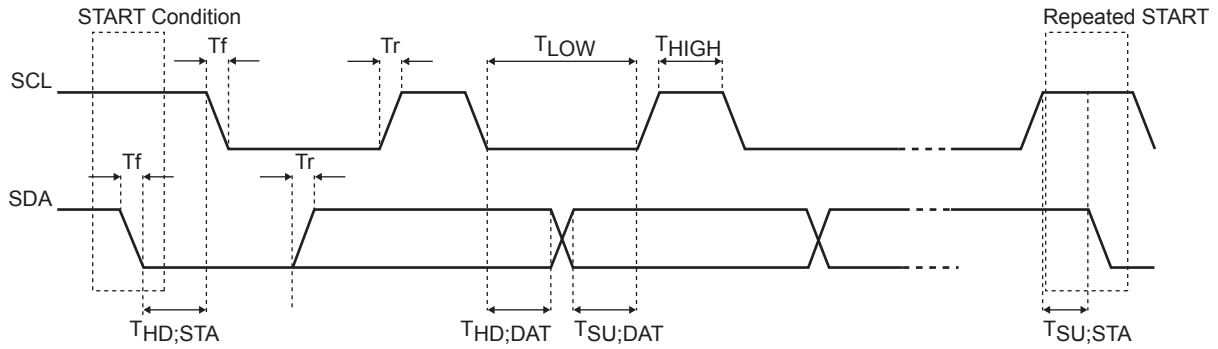 START Condition
Repeated START
Tf
Tr
TLOW
THIGH
SCL
Tf
Tr
SDA
THD;STA
THD;DAT
TSU;DAT
TSU;STA